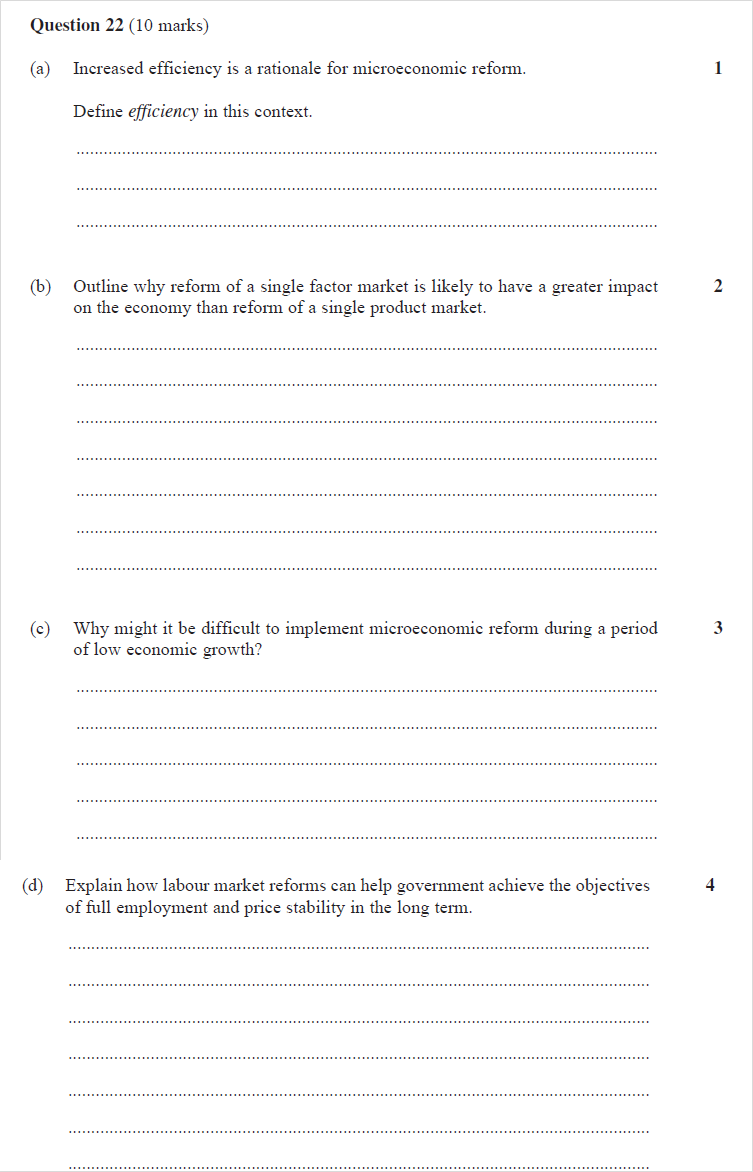 Question 22 (10 marks)
(a) Increased efficiency is a rationale for microeconomic reform. 1
Define efficiency in this context.
(b) Outline why reform of a single factor market is likely to have a greater impact 2
on the economy than reform of a single product market.
(c) Why might it be difficult to implement microeconomic reform during a period 3
of low economic growth?
(d) Explain how labour market reforms can help government achieve the objectives 4
of full employment and price stability in the long term.